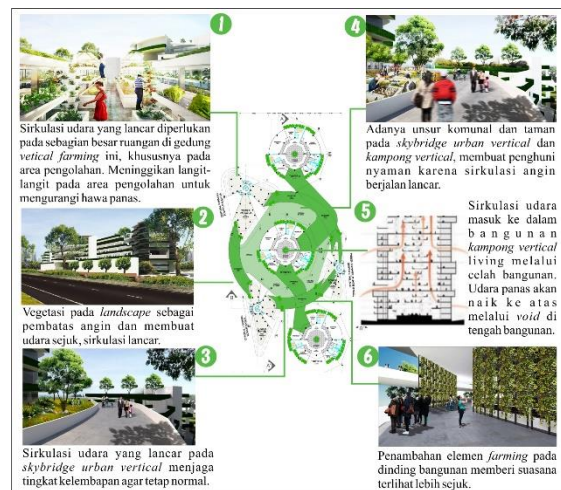 1
Sirkulasi udara yang lancar diperlukan
pada sebagian besar ruangan di gedung
vetical farming ini, khususnya pada
area pengolahan. Meninggikan langit-
langit pada area pengolahan untuk
mengurangi hawa panas.
2
Vegetasi pada landscape sebagai
pembatas angin dan membuat
udara sejuk, sirkulasi lancar.
3
Sirkulasi udara yang lancar pada
skybridge urban vertical menjaga
tingkat kelembapan agar tetap normal.
4
Adanya unsur komunal dan taman
pada skybridge urban vertical dan
kampong vertical, membuat penghuni
nyaman karena sirkulasi angin
berjalan lancar.
5
Sirkulasi udara
masuk ke dalam
bangunan
kampong vertical
living melalui
celah bangunan.
Udara panas akan
naik ke atas
melalui void di
tengah bangunan.
6
Penambahan elemen farming pada
dinding bangunan memberi suasana
terlihat lebih sejuk.